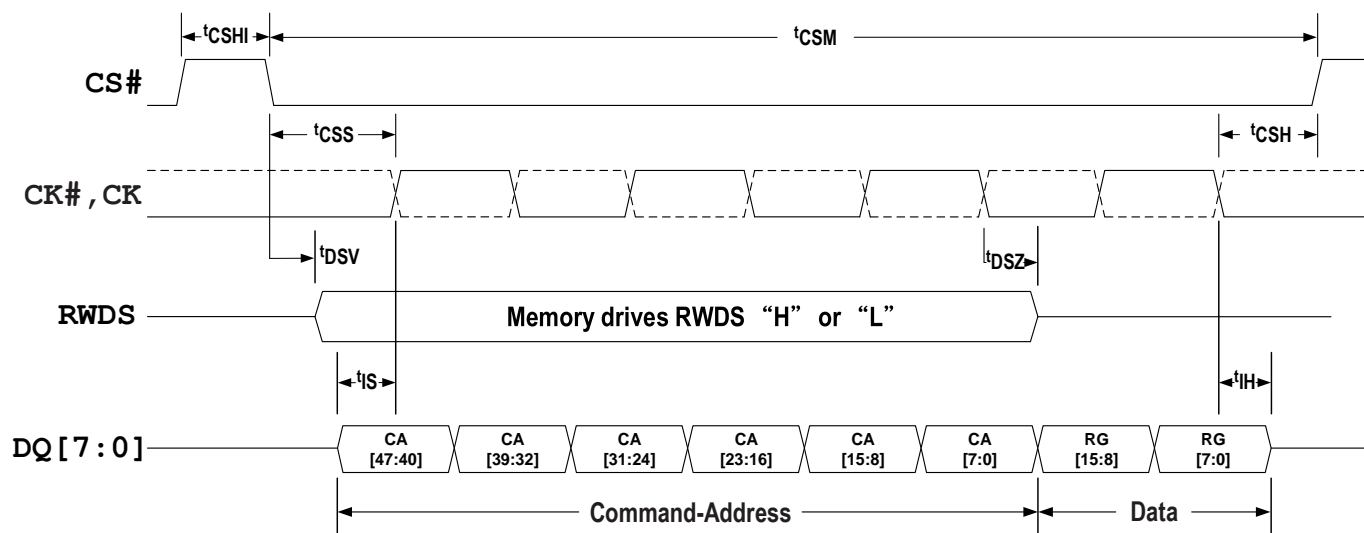 tCSHI
tCSM
CS#
tCSS
tCSH
CK#,CK
tDSV
tDSZ
RWDS
Memory drives RWDS “H” or “L”
tIS
tIH
DQ[7:0]
CA [47:40]
CA [39:32]
CA [31:24]
CA [23:16]
CA [15:8]
CA [7:0]
RG [15:8]
RG [7:0]
Command-Address
Data